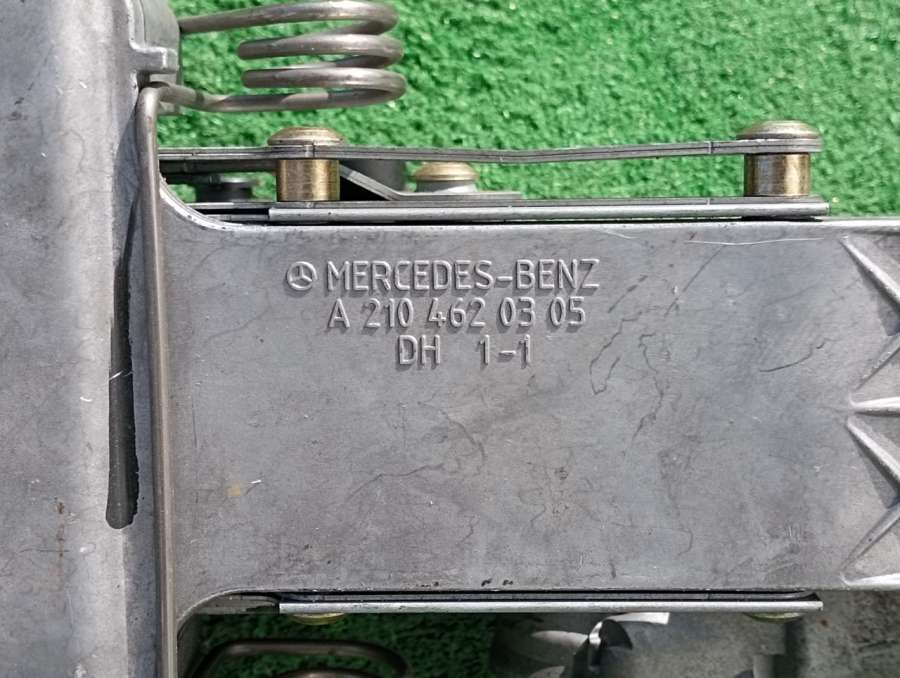 MERCEDES-BENZ
A 210 462 03 05
DH 1-1